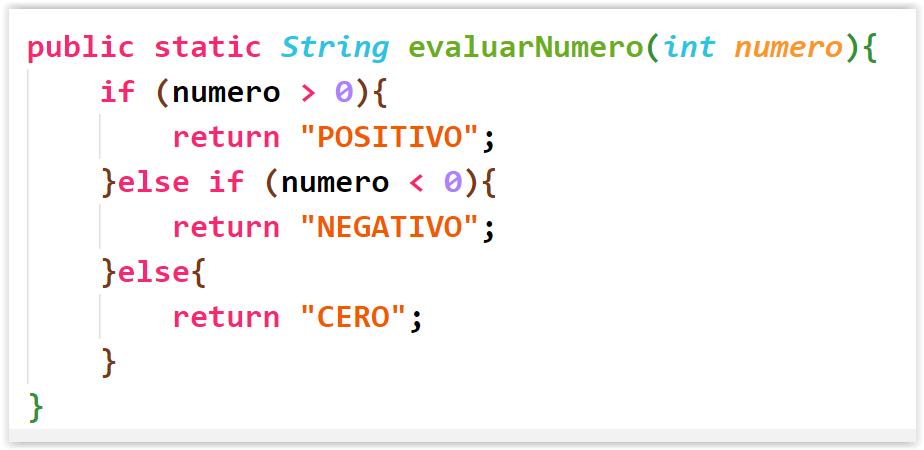 public static String evaluarNumero(int numero){
    if (numero > 0){
        return "POSITIVO";
    }else if (numero < 0){
        return "NEGATIVO";
    }else{
        return "CERO";
    }
}